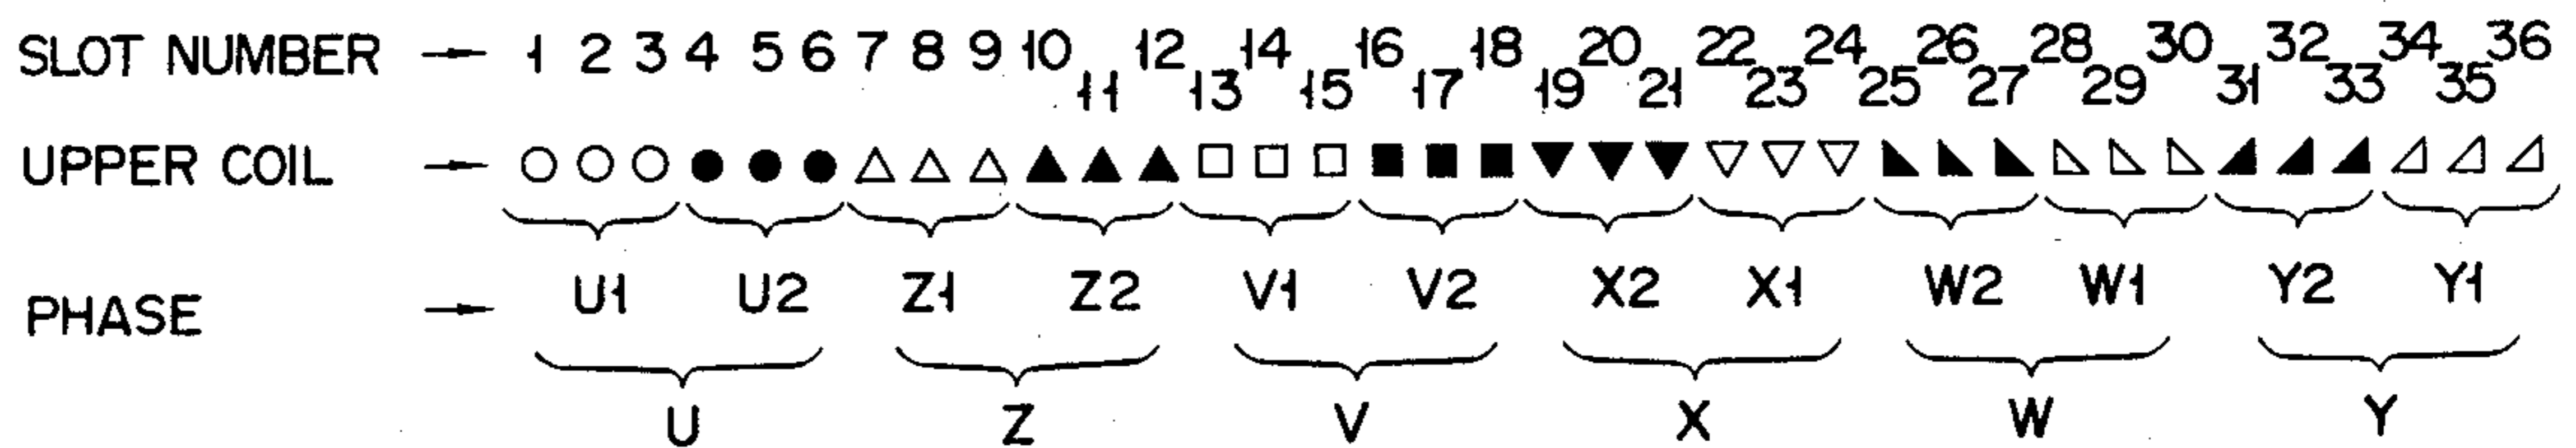 SLOT NUMBER → 1 2 3 4 5 6 7 8 9 10 11 12 13 14 15 16 17 18 19 20 21 22 23 24 25 26 27 28 29 30 31 32 33 34 35 36
UPPER COIL → ○ ○ ○ ● ● ● △ △ △ ▲ ▲ ▲ □ □ □ ■ ■ ■ ▼ ▼ ▼ ▽ ▽ ▽ ◣ ◣ ◣ ◺ ◺ ◺ ◢ ◢ ◢ ◿ ◿ ◿
PHASE → U1 U2 Z1 Z2 V1 V2 X2 X1 W2 W1 Y2 Y1
U Z V X W Y